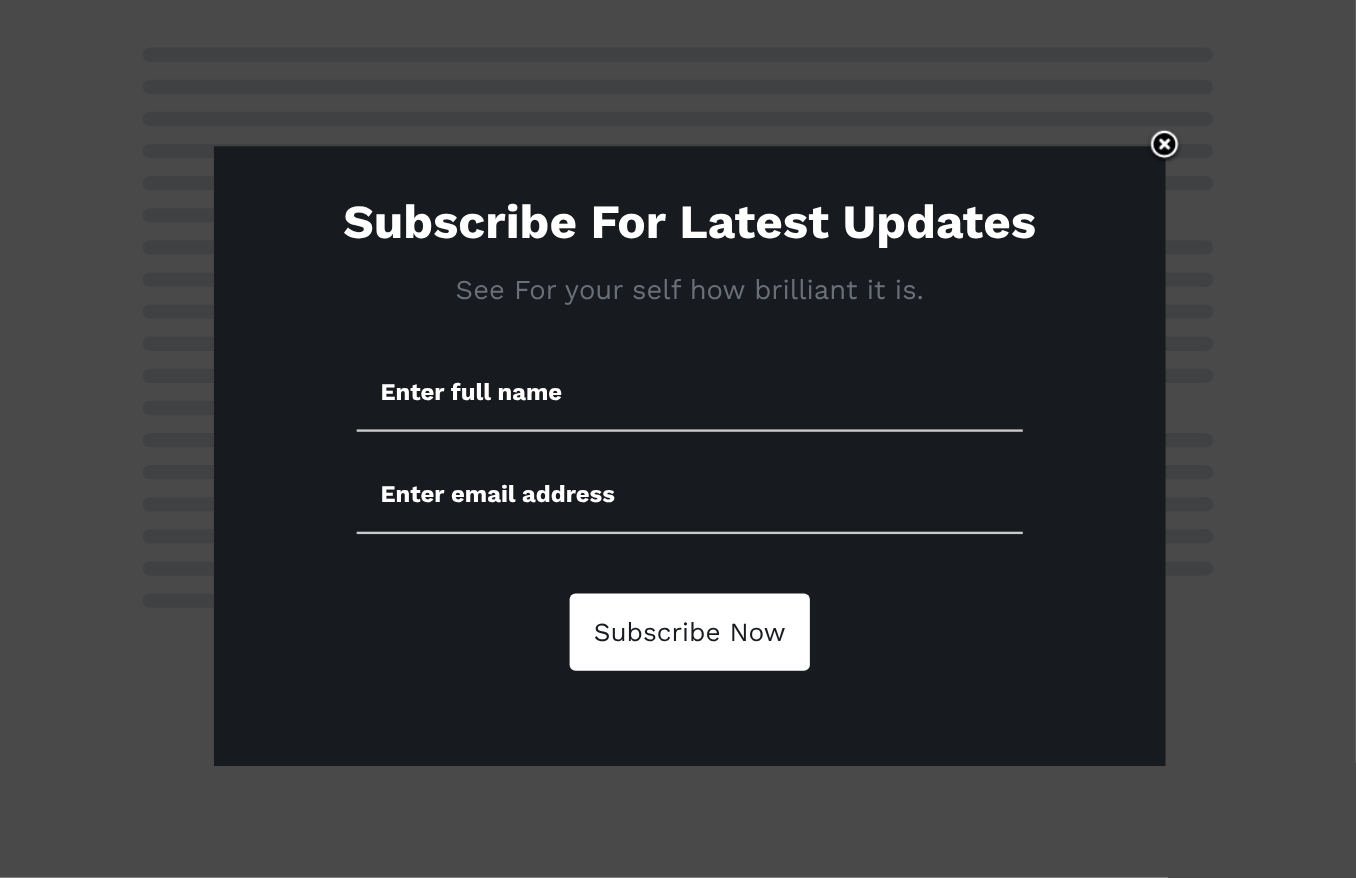 Subscribe For Latest Updates
See For your self how brilliant it is.
Enter full name
Enter email address
Subscribe Now